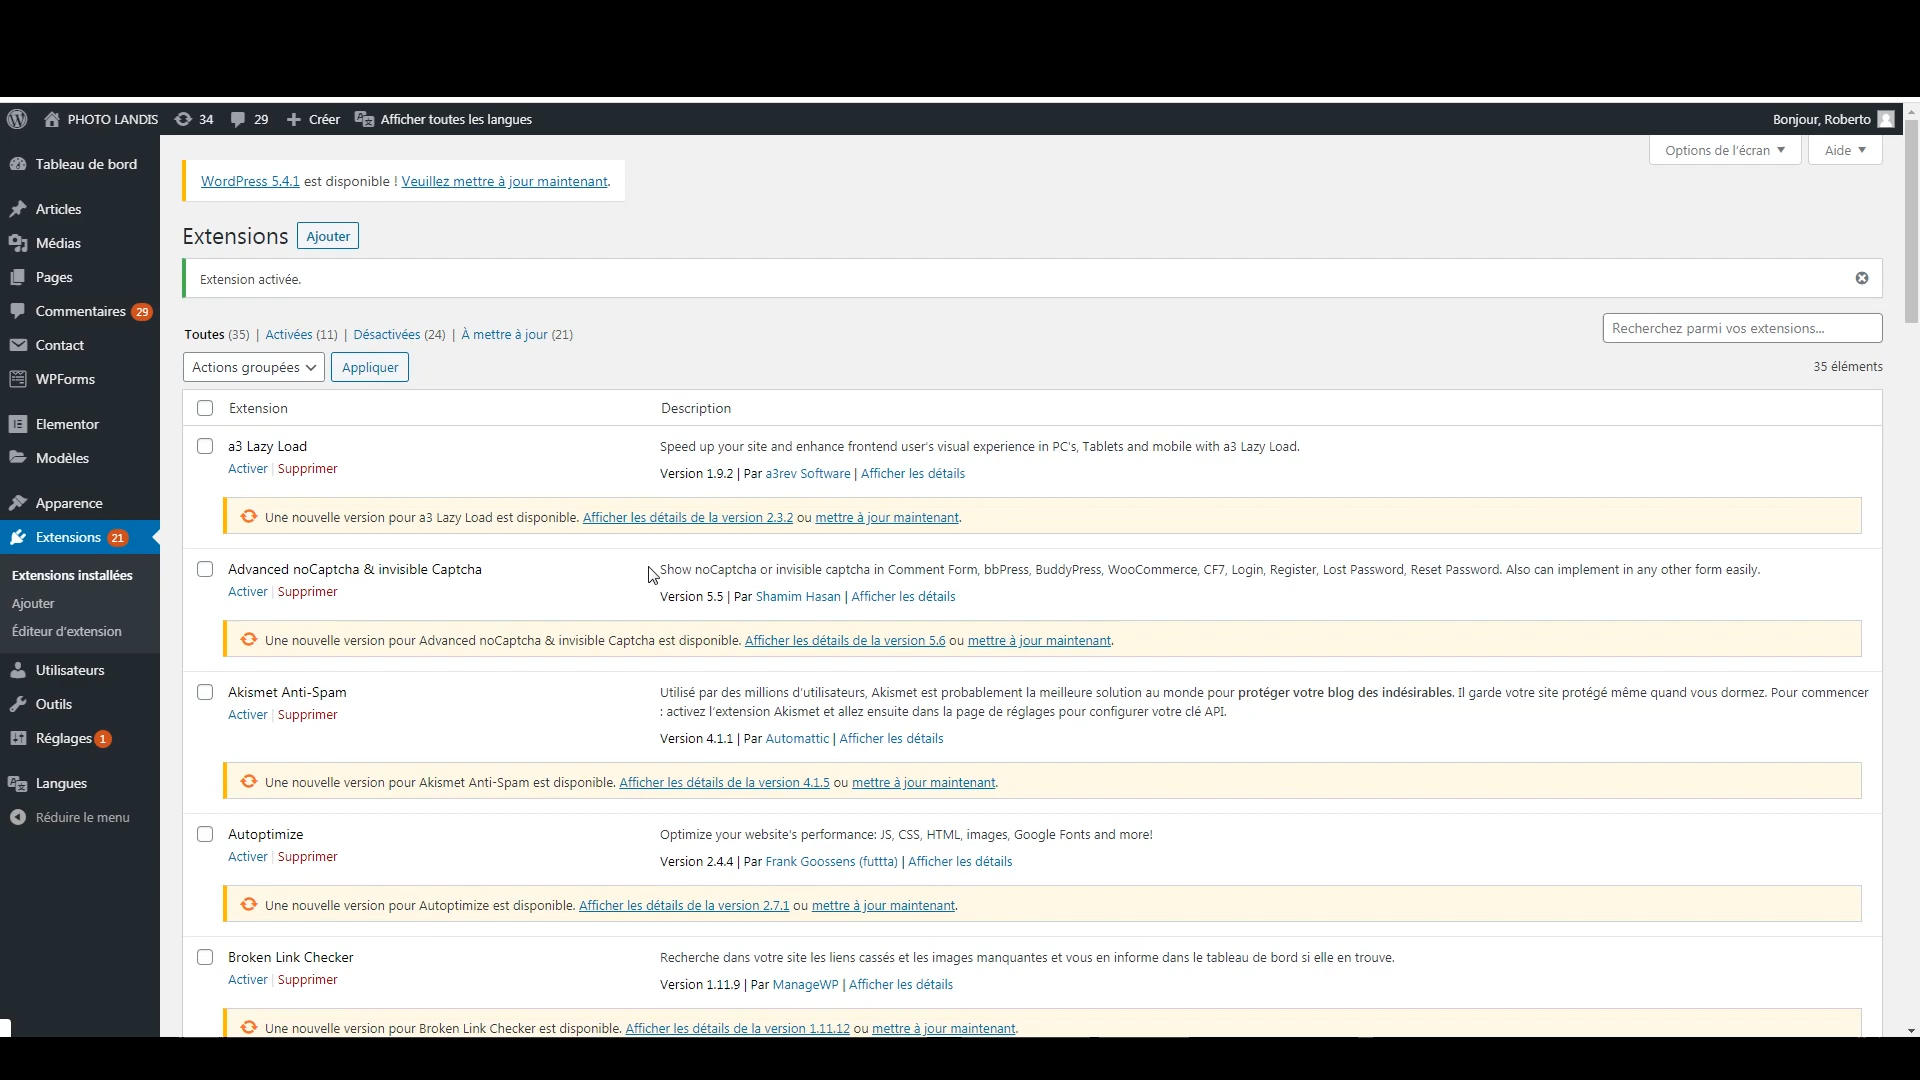 PHOTO LANDIS 34 29 Créer Afficher toutes les langues Bonjour, Roberto
Tableau de bord
Articles
Médias
Pages
Commentaires 29
Contact
WPForms
Elementor
Modèles
Apparence
Extensions 21
Extensions installées
Ajouter
Éditeur d'extension
Utilisateurs
Outils
Réglages 1
Langues
Réduire le menu
Options de l'écran Aide
WordPress 5.4.1 est disponible ! Veuillez mettre à jour maintenant.
Extensions Ajouter
Extension activée.
Toutes (35) | Activées (11) | Désactivées (24) | À mettre à jour (21)
Recherchez parmi vos extensions...
Actions groupées Appliquer
35 éléments
Extension Description
a3 Lazy Load
Activer | Supprimer
Speed up your site and enhance frontend user's visual experience in PC's, Tablets and mobile with a3 Lazy Load.
Version 1.9.2 | Par a3rev Software | Afficher les détails
Une nouvelle version pour a3 Lazy Load est disponible. Afficher les détails de la version 2.3.2 ou mettre à jour maintenant.
Advanced noCaptcha & invisible Captcha
Activer | Supprimer
Show noCaptcha or invisible captcha in Comment Form, bbPress, BuddyPress, WooCommerce, CF7, Login, Register, Lost Password, Reset Password. Also can implement in any other form easily.
Version 5.5 | Par Shamim Hasan | Afficher les détails
Une nouvelle version pour Advanced noCaptcha & invisible Captcha est disponible. Afficher les détails de la version 5.6 ou mettre à jour maintenant.
Akismet Anti-Spam
Activer | Supprimer
Utilisé par des millions d'utilisateurs, Akismet est probablement la meilleure solution au monde pour protéger votre blog des indésirables. Il garde votre site protégé même quand vous dormez. Pour commencer
: activez l'extension Akismet et allez ensuite dans la page de réglages pour configurer votre clé API.
Version 4.1.1 | Par Automattic | Afficher les détails
Une nouvelle version pour Akismet Anti-Spam est disponible. Afficher les détails de la version 4.1.5 ou mettre à jour maintenant.
Autoptimize
Activer | Supprimer
Optimize your website's performance: JS, CSS, HTML, images, Google Fonts and more!
Version 2.4.4 | Par Frank Goossens (futtta) | Afficher les détails
Une nouvelle version pour Autoptimize est disponible. Afficher les détails de la version 2.7.1 ou mettre à jour maintenant.
Broken Link Checker
Activer | Supprimer
Recherche dans votre site les liens cassés et les images manquantes et vous en informe dans le tableau de bord si elle en trouve.
Version 1.11.9 | Par ManageWP | Afficher les détails
Une nouvelle version pour Broken Link Checker est disponible. Afficher les détails de la version 1.11.12 ou mettre à jour maintenant.